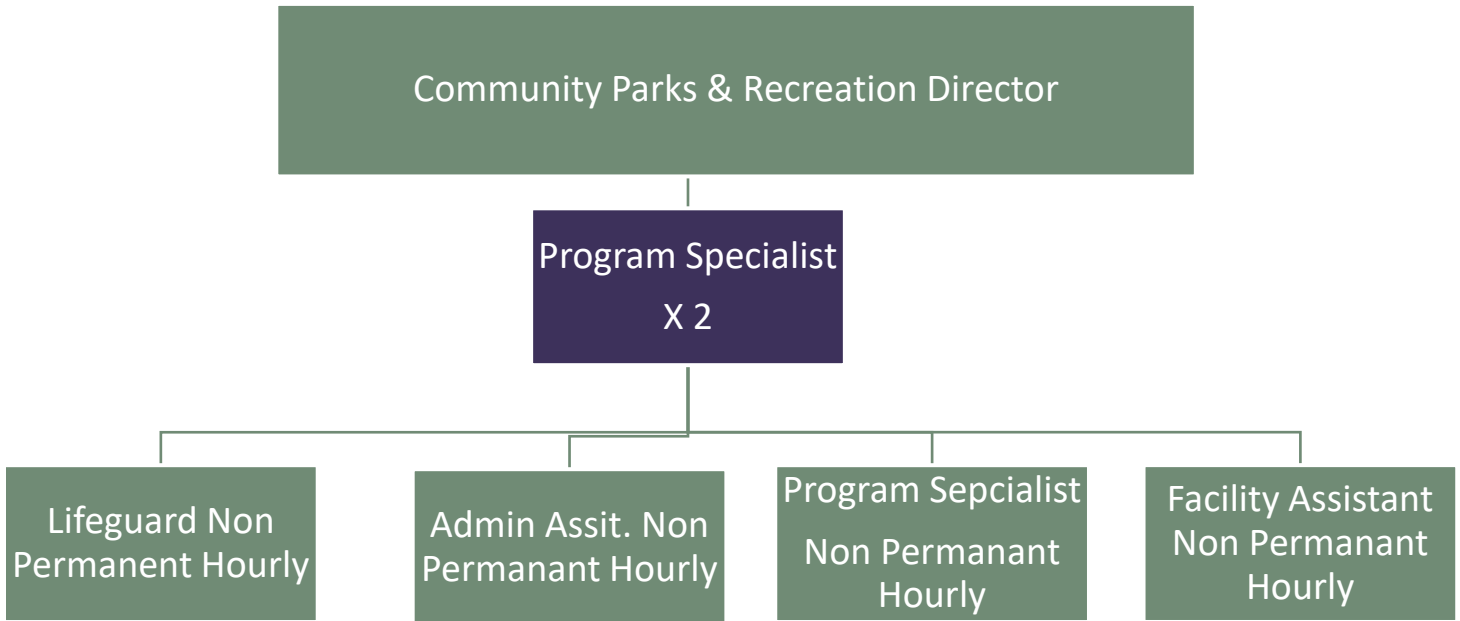 Community Parks & Recreation Director
Program Specialist
X 2
Lifeguard Non
Permanent Hourly
Admin Assit. Non
Permanant Hourly
Program Sepcialist
Non Permanant
Hourly
Facility Assistant
Non Permanant
Hourly